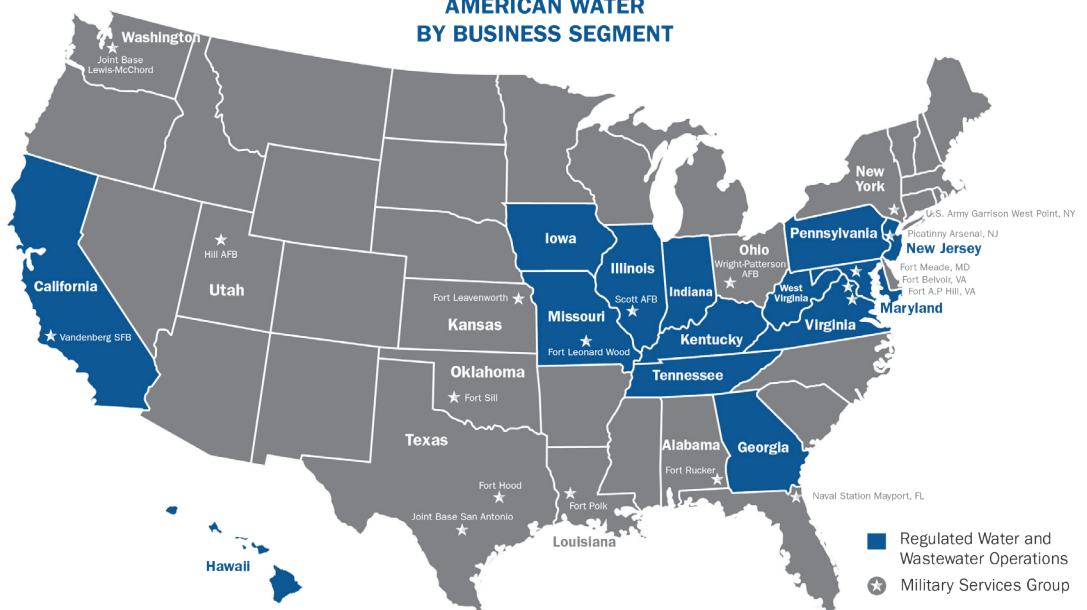 AMERICAN WATER
BY BUSINESS SEGMENT
Washington
Joint Base
Lewis-McChord
New
York
U.S. Army Garrison West Point, NY
Picatinny Arsenal, NJ
New Jersey
Pennsylvania
Iowa
Ohio
Wright-Patterson
AFB
Hill AFB
Fort Meade, MD
Fort Belvoir, VA
Fort A.P Hill, VA
Maryland
California
Utah
Illinois
Indiana
West
Virginia
Fort Leavenworth
Scott AFB
Missouri
Kansas
Virginia
Vandenberg SFB
Kentucky
Fort Leonard Wood
Oklahoma
Tennessee
Fort Sill
Texas
Alabama
Georgia
Fort Rucker
Fort Hood
Naval Station Mayport, FL
Fort Polk
Joint Base San Antonio
Louisiana
Hawaii
Regulated Water and
Wastewater Operations
Military Services Group